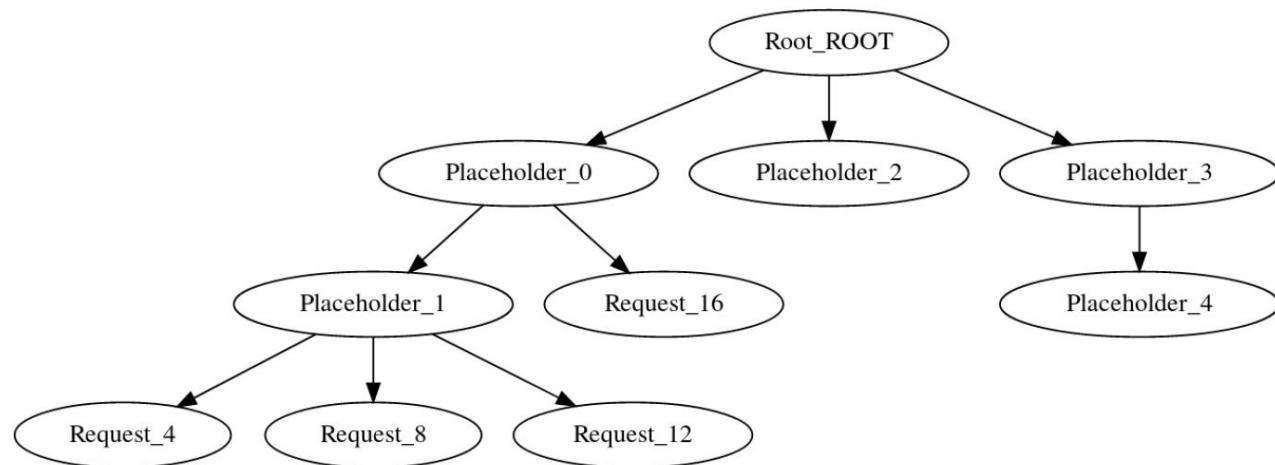 Root_ROOT
Placeholder_0
Placeholder_2
Placeholder_3
Placeholder_1
Request_16
Placeholder_4
Request_4
Request_8
Request_12